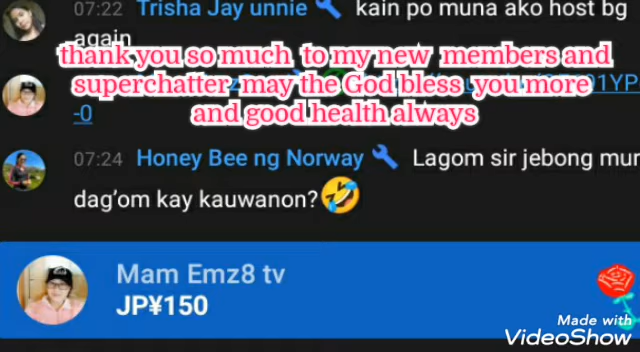 07:22 Trisha Jay unnie kain po muna ako host bg
again
thank you so much to my new members and
superchatter may the God bless you more
and good health always
-0
07:24 Honey Bee ng Norway Lagom sir jebong mur
dag'om kay kauwanon?
Mam Emz8 tv
JP¥150
Made with
VideoShow